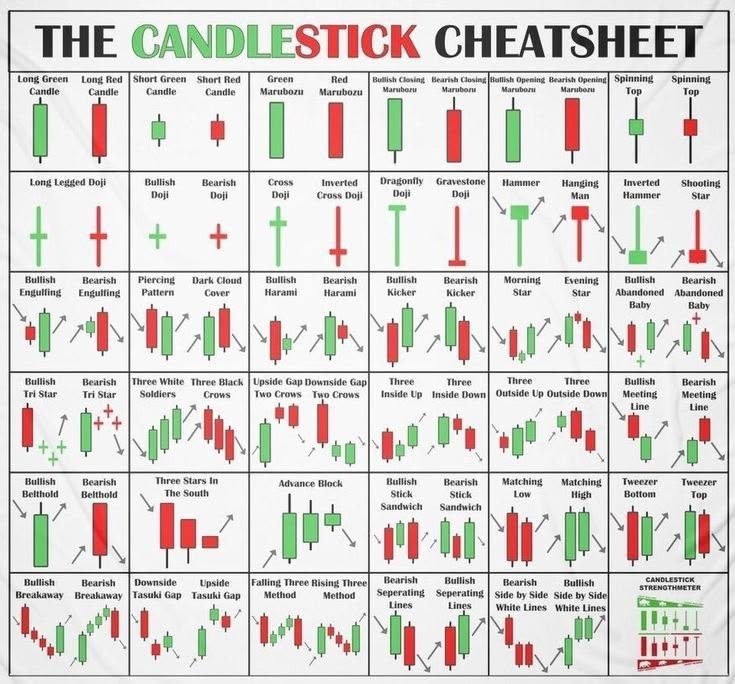 THE CANDLESTICK CHEATSHEET
Long Green
Candle
Long Red
Candle
Short Green
Candle
Short Red
Candle
Green
Marubozu
Red
Marubozu
Bullish Closing
Marubozu
Bearish Closing
Marubozu
Bullish Opening
Marubozu
Bearish Opening
Marubozu
Spinning
Top
Spinning
Top
Long Legged Doji
Bullish
Doji
Bearish
Doji
Cross
Doji
Inverted
Cross Doji
Dragonfly
Doji
Gravestone
Doji
Hammer
Hanging
Man
Inverted
Hammer
Shooting
Star
Bullish
Engulfing
Bearish
Engulfing
Piercing
Pattern
Dark Cloud
Cover
Bullish
Harami
Bearish
Harami
Bullish
Kicker
Bearish
Kicker
Morning
Star
Evening
Star
Bullish
Abandoned
Baby
Bearish
Abandoned
Baby
Bullish
Tri Star
Bearish
Tri Star
Three White
Soldiers
Three Black
Crows
Upside Gap
Two Crows
Downside Gap
Two Crows
Three
Inside Up
Three
Inside Down
Three
Outside Up
Three
Outside Down
Bullish
Meeting
Line
Bearish
Meeting
Line
Bullish
Belthold
Bearish
Belthold
Three Stars In
The South
Advance Block
Bullish
Stick
Sandwich
Bearish
Stick
Sandwich
Matching
Low
Matching
High
Tweezer
Bottom
Tweezer
Top
Bullish
Breakaway
Bearish
Breakaway
Downside
Tasuki Gap
Upside
Tasuki Gap
Falling Three
Method
Rising Three
Method
Bearish
Seperating
Lines
Bullish
Seperating
Lines
Bearish
Side by Side
White Lines
Bullish
Side by Side
White Lines
CANDLESTICK
STRENGTHMETER